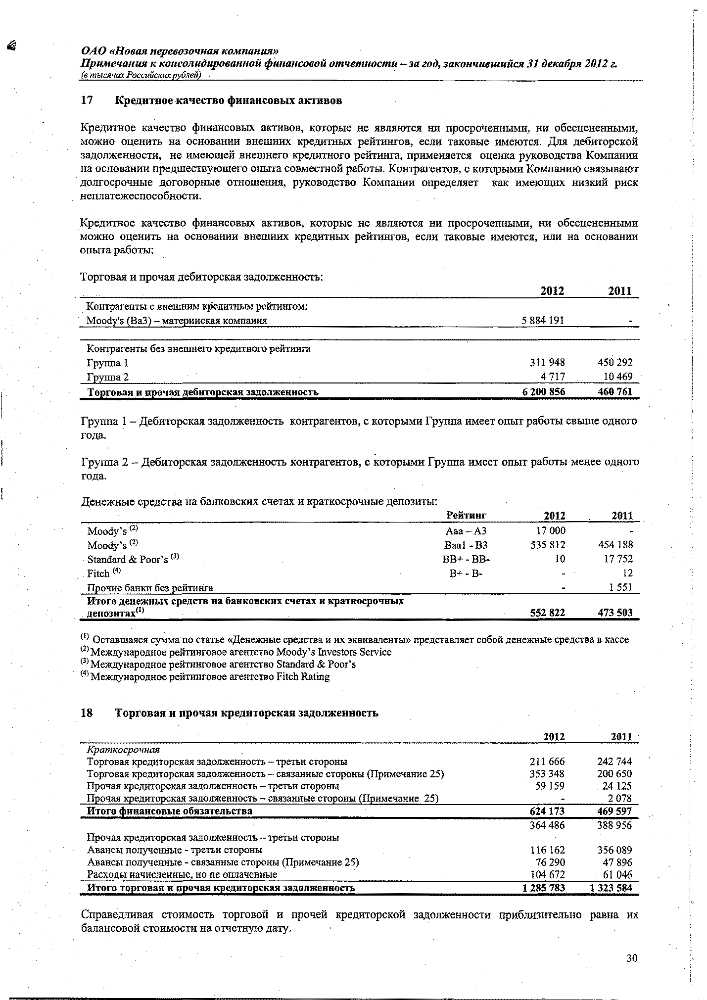 ОАО «Новая перевозочная компания»
Примечания к консолидированной финансовой отчетности – за год, закончившийся 31 декабря 2012 г.
(в тысячах Российских рублей)
17 Кредитное качество финансовых активов
Кредитное качество финансовых активов, которые не являются ни просроченными, ни обесцененными,
можно оценить на основании внешних кредитных рейтингов, если таковые имеются. Для дебиторской
задолженности, не имеющей внешнего кредитного рейтинга, применяется оценка руководства Компании
на основании предшествующего опыта совместной работы. Контрагентов, с которыми Компанию связывают
долгосрочные договорные отношения, руководство Компании определяет как имеющих низкий риск
неплатежеспособности.
Кредитное качество финансовых активов, которые не являются ни просроченными, ни обесцененными
можно оценить на основании внешних кредитных рейтингов, если таковые имеются, или на основании
опыта работы:
Торговая и прочая дебиторская задолженность:
2012 2011
Контрагенты с внешним кредитным рейтингом:
Moody's (Ba3) – материнская компания 5 884 191 -
Контрагенты без внешнего кредитного рейтинга
Группа 1 311 948 450 292
Группа 2 4 717 10 469
Торговая и прочая дебиторская задолженность 6 200 856 460 761
Группа 1 – Дебиторская задолженность контрагентов, с которыми Группа имеет опыт работы свыше одного
года.
Группа 2 – Дебиторская задолженность контрагентов, с которыми Группа имеет опыт работы менее одного
года.
Денежные средства на банковских счетах и краткосрочные депозиты:
Рейтинг 2012 2011
Moody's (2) Aaa – A3 17 000 -
Moody's (2) Baa1 - B3 535 812 454 188
Standard & Poor's (3) BB+ - BB- 10 17 752
Fitch (4) B+ - B- - 12
Прочие банки без рейтинга - 1 551
Итого денежных средств на банковских счетах и краткосрочных
депозитах(1) 552 822 473 503
(1) Оставшаяся сумма по статье «Денежные средства и их эквиваленты» представляет собой денежные средства в кассе
(2) Международное рейтинговое агентство Moody's Investors Service
(3) Международное рейтинговое агентство Standard & Poor's
(4) Международное рейтинговое агентство Fitch Rating
18 Торговая и прочая кредиторская задолженность
2012 2011
Краткосрочная
Торговая кредиторская задолженность – третьи стороны 211 666 242 744
Торговая кредиторская задолженность – связанные стороны (Примечание 25) 353 348 200 650
Прочая кредиторская задолженность – третьи стороны 59 159 24 125
Прочая кредиторская задолженность – связанные стороны (Примечание 25) - 2 078
Итого финансовые обязательства 624 173 469 597
364 486 388 956
Прочая кредиторская задолженность – третьи стороны
Авансы полученные - третьи стороны 116 162 356 089
Авансы полученные - связанные стороны (Примечание 25) 76 290 47 896
Расходы начисленные, но не оплаченные 104 672 61 046
Итого торговая и прочая кредиторская задолженность 1 285 783 1 323 584
Справедливая стоимость торговой и прочей кредиторской задолженности приблизительно равна их
балансовой стоимости на отчетную дату.
30